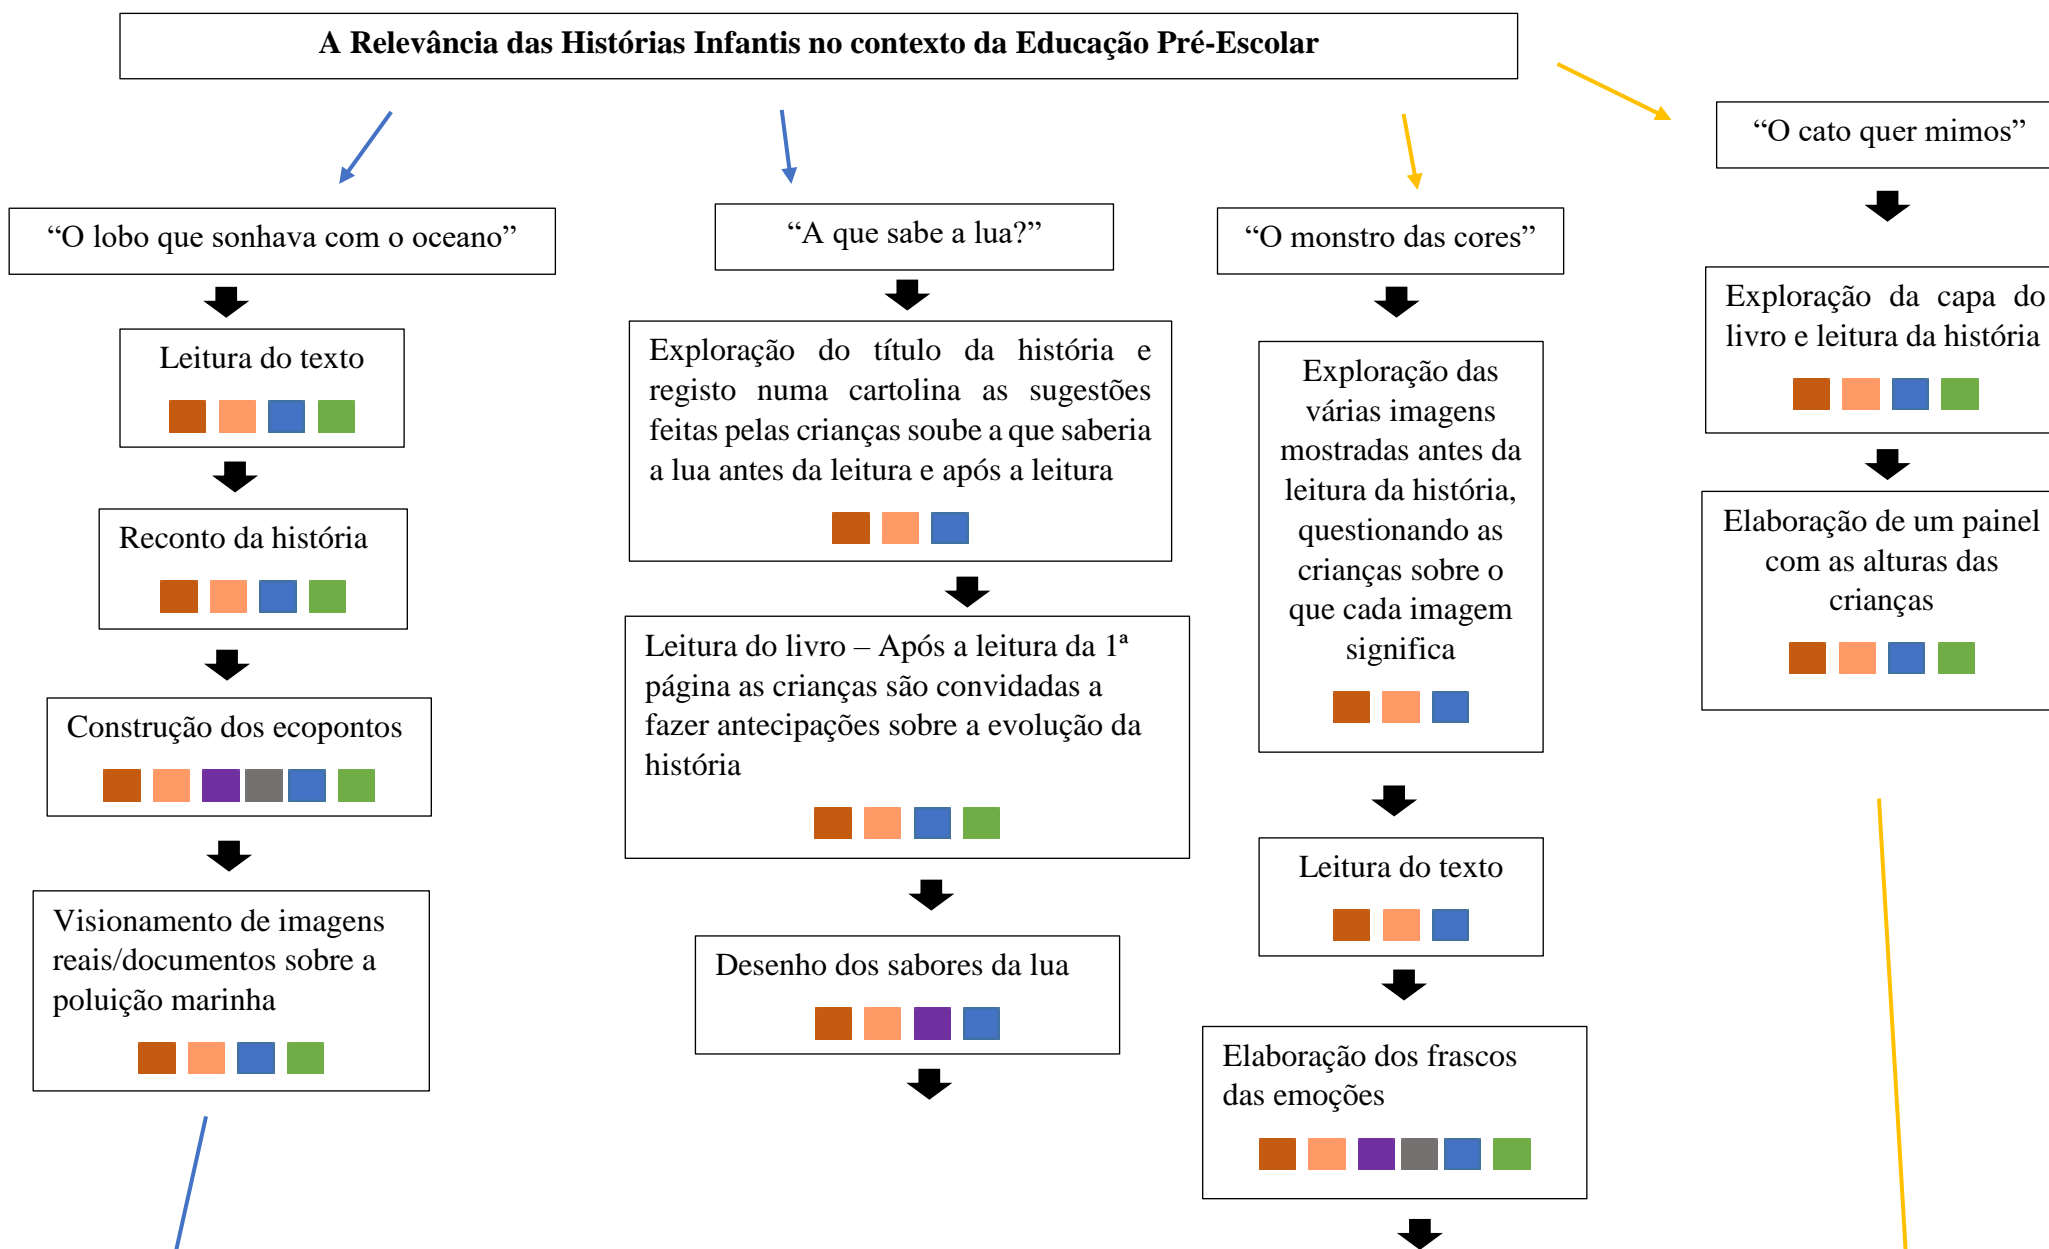 A Relevância das Histórias Infantis no contexto da Educação Pré-Escolar
“O lobo que sonhava com o oceano”
Leitura do texto
Reconto da história
Construção dos ecopontos
Visionamento de imagens
reais/documentos sobre a
poluição marinha
“A que sabe a lua?”
Exploração do título da história e
registo numa cartolina as sugestões
feitas pelas crianças soube a que saberia
a lua antes da leitura e após a leitura
Leitura do livro – Após a leitura da 1ª
página as crianças são convidadas a
fazer antecipações sobre a evolução da
história
Desenho dos sabores da lua
“O monstro das cores”
Exploração das
várias imagens
mostradas antes da
leitura da história,
questionando as
crianças sobre o
que cada imagem
significa
Leitura do texto
Elaboração dos frascos
das emoções
“O cato quer mimos”
Exploração da capa do
livro e leitura da história
Elaboração de um painel
com as alturas das
crianças